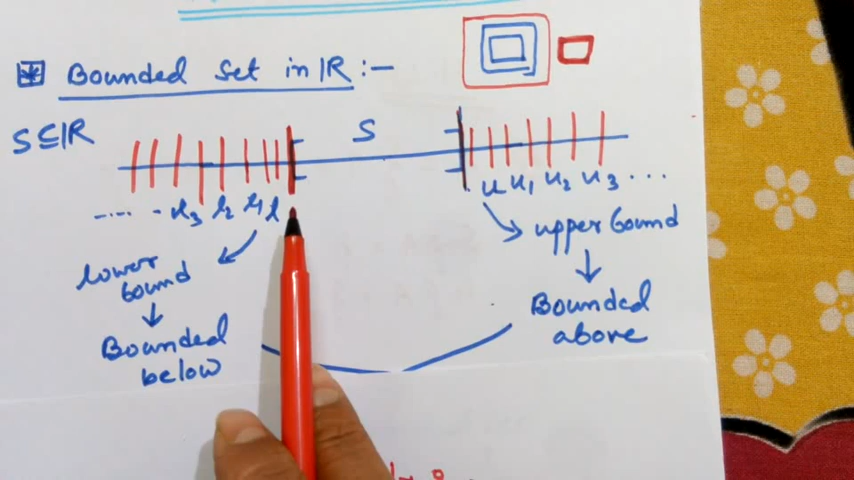 Bounded Set in ℝ :-
S⊆ℝ
S
---- - l3 l2 l1 l
u u1 u2 u3 ...
lower bound
upper bound
Bounded below
Bounded above